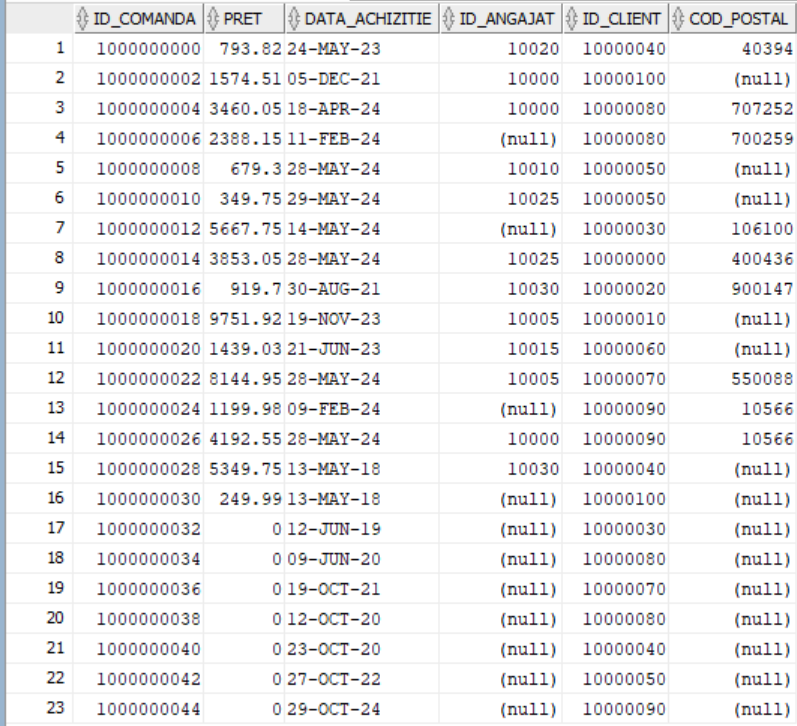 ID_COMANDA PRET DATA_ACHIZITIE ID_ANGAJAT ID_CLIENT COD_POSTAL
1 1000000000 793.82 24-MAY-23 10020 10000040 40394
2 1000000002 1574.51 05-DEC-21 10000 10000100 (null)
3 1000000004 3460.05 18-APR-24 10000 10000080 707252
4 1000000006 2388.15 11-FEB-24 (null) 10000080 700259
5 1000000008 679.3 28-MAY-24 10010 10000050 (null)
6 1000000010 349.75 29-MAY-24 10025 10000050 (null)
7 1000000012 5667.75 14-MAY-24 (null) 10000030 106100
8 1000000014 3853.05 28-MAY-24 10025 10000000 400436
9 1000000016 919.7 30-AUG-21 10030 10000020 900147
10 1000000018 9751.92 19-NOV-23 10005 10000010 (null)
11 1000000020 1439.03 21-JUN-23 10015 10000060 (null)
12 1000000022 8144.95 28-MAY-24 10005 10000070 550088
13 1000000024 1199.98 09-FEB-24 (null) 10000090 10566
14 1000000026 4192.55 28-MAY-24 10000 10000090 10566
15 1000000028 5349.75 13-MAY-18 10030 10000040 (null)
16 1000000030 249.99 13-MAY-18 (null) 10000100 (null)
17 1000000032 0 12-JUN-19 (null) 10000030 (null)
18 1000000034 0 09-JUN-20 (null) 10000080 (null)
19 1000000036 0 19-OCT-21 (null) 10000070 (null)
20 1000000038 0 12-OCT-20 (null) 10000080 (null)
21 1000000040 0 23-OCT-20 (null) 10000040 (null)
22 1000000042 0 27-OCT-22 (null) 10000050 (null)
23 1000000044 0 29-OCT-24 (null) 10000090 (null)